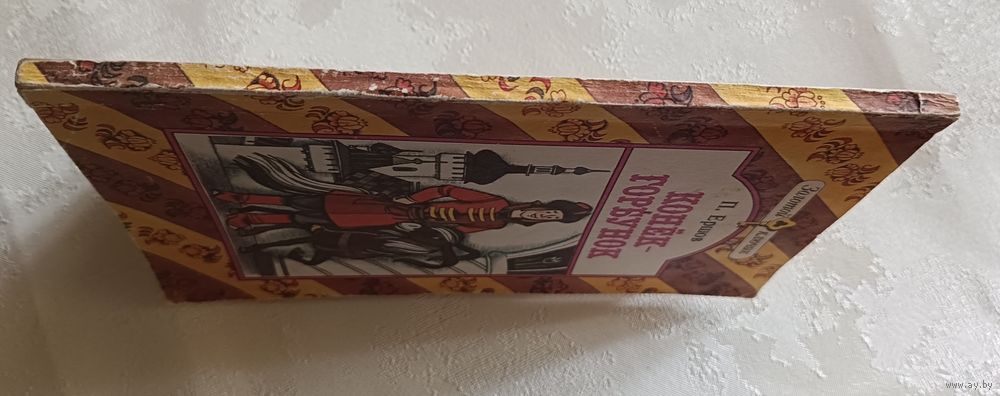 Золотой
Ключик
П. Ершов
КОНЁК-
ГОРБУНОК
www.ay.by